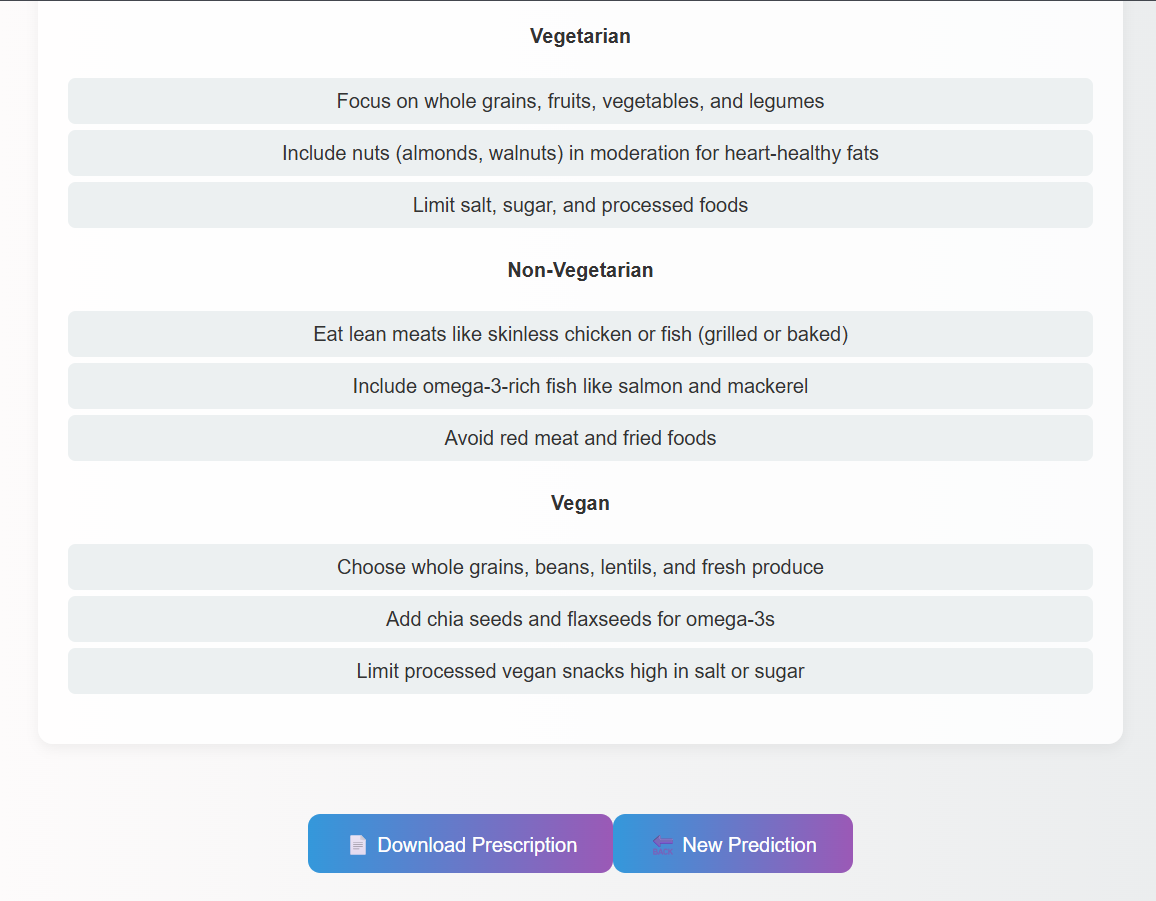 Vegetarian
Focus on whole grains, fruits, vegetables, and legumes
Include nuts (almonds, walnuts) in moderation for heart-healthy fats
Limit salt, sugar, and processed foods
Non-Vegetarian
Eat lean meats like skinless chicken or fish (grilled or baked)
Include omega-3-rich fish like salmon and mackerel
Avoid red meat and fried foods
Vegan
Choose whole grains, beans, lentils, and fresh produce
Add chia seeds and flaxseeds for omega-3s
Limit processed vegan snacks high in salt or sugar
Download Prescription
BACK New Prediction